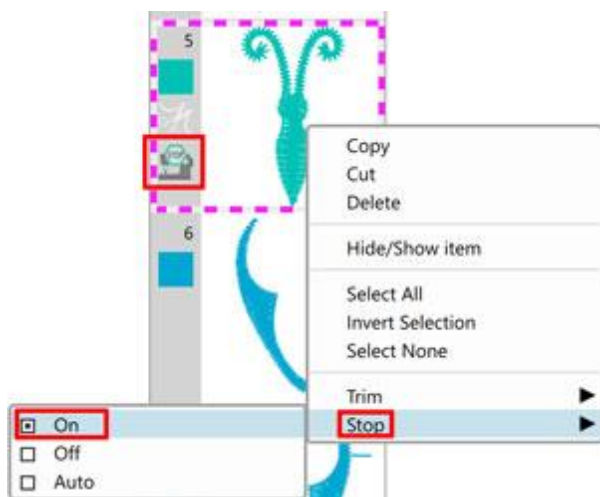 5
6
Copy
Cut
Delete
Hide/Show item
Select All
Invert Selection
Select None
Trim
Stop
On
Off
Auto